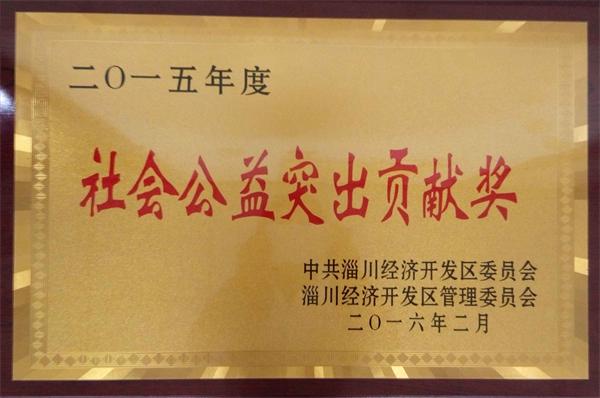 二〇一五年度
社会公益突出贡献奖
中共淄川经济开发区委员会
淄川经济开发区管理委员会
二〇一六年二月